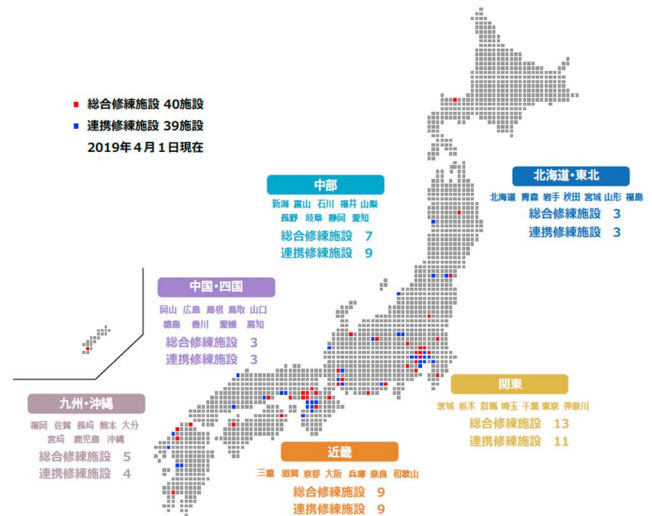 総合修練施設 40施設
連携修練施設 39施設
2019年４月１日現在
北海道・東北
北海道 青森 岩手 秋田 宮城 山形 福島
総合修練施設 3
連携修練施設 3
中部
新潟 富山 石川 福井 山梨
長野 岐阜 静岡 愛知
総合修練施設 7
連携修練施設 9
中国・四国
岡山 広島 島根 鳥取 山口
徳島 香川 愛媛 高知
総合修練施設 3
連携修練施設 3
関東
茨城 栃木 群馬 埼玉 千葉 東京 神奈川
総合修練施設 13
連携修練施設 11
九州・沖縄
福岡 佐賀 長崎 熊本 大分
宮崎 鹿児島 沖縄
総合修練施設 5
連携修練施設 4
近畿
三重 滋賀 京都 大阪 兵庫 奈良 和歌山
総合修練施設 9
連携修練施設 9